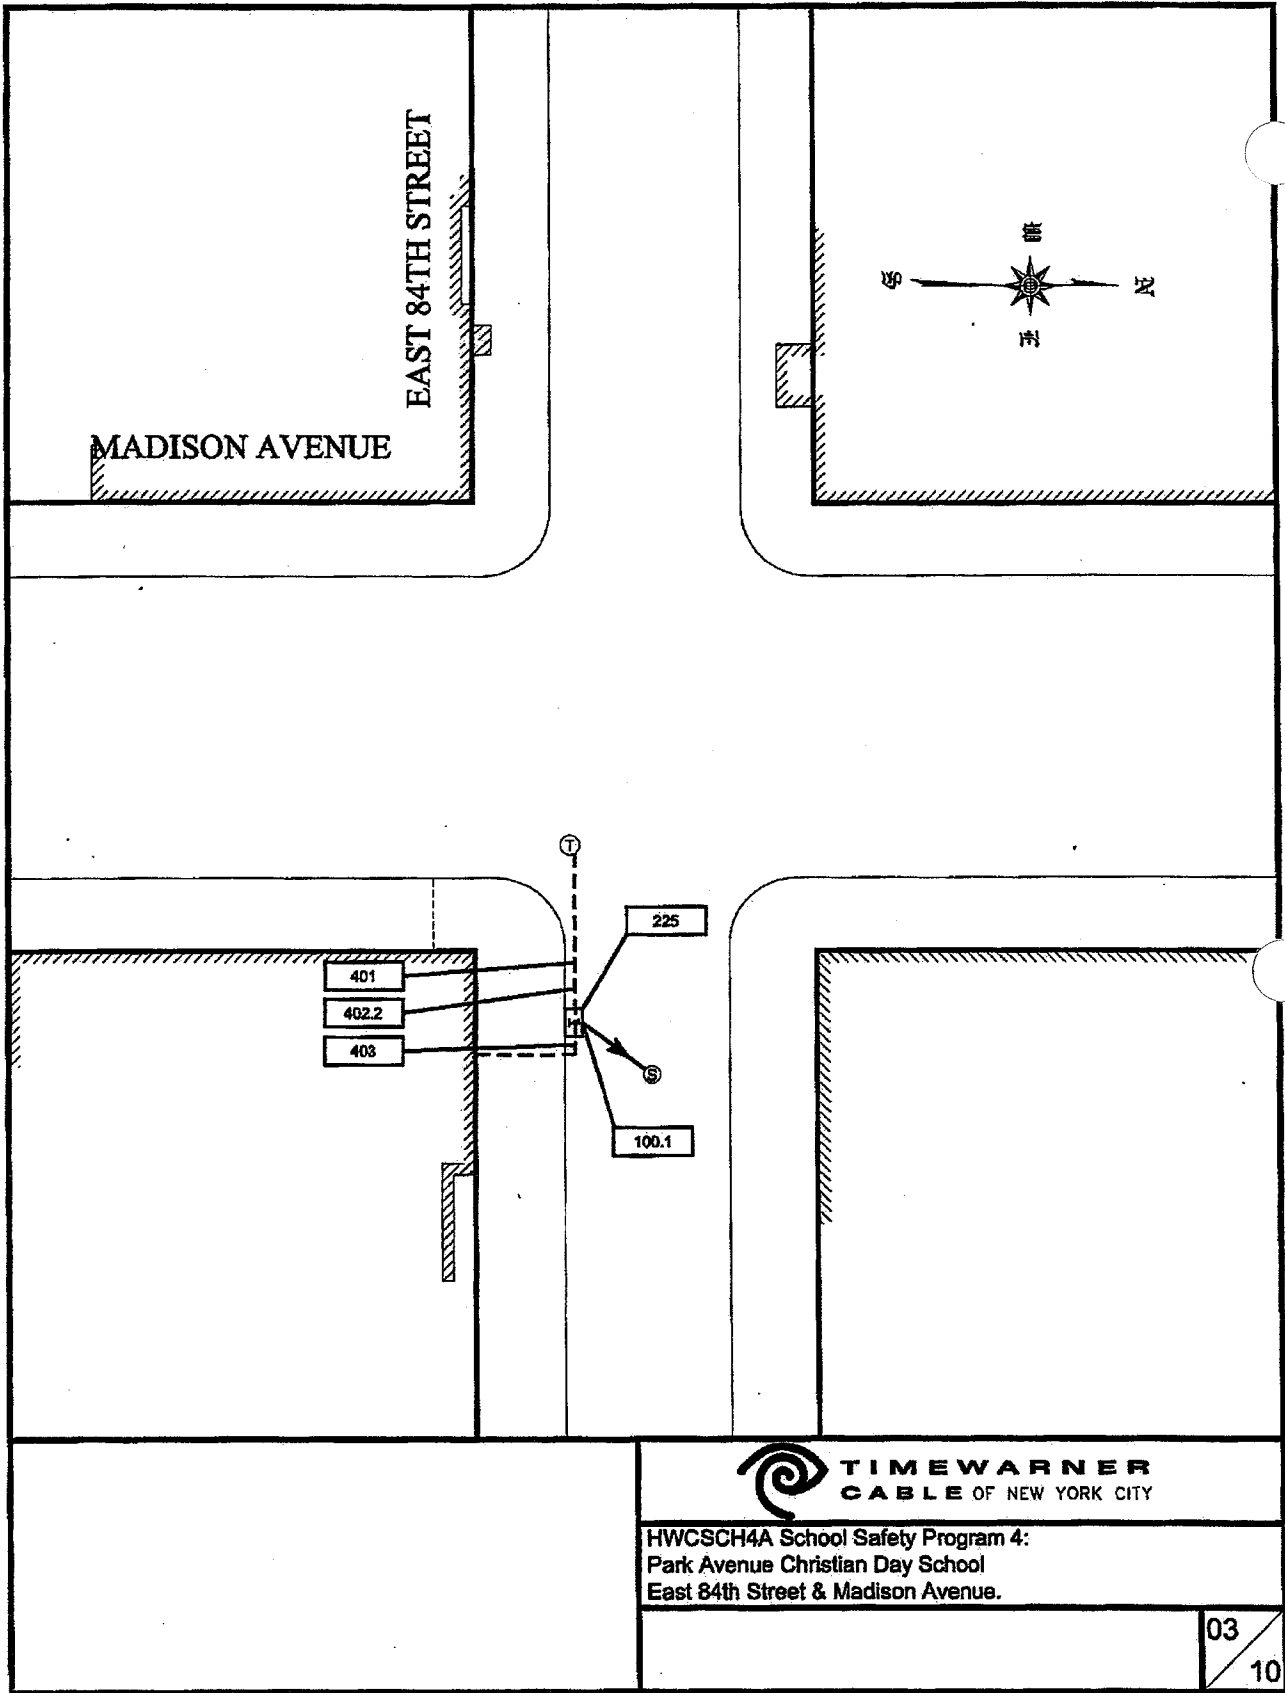 EAST 84TH STREET
MADISON AVENUE
S
N
E
T
225
401
402.2
403
S
100.1
TIMEWARNER
CABLE OF NEW YORK CITY
HWCSCH4A School Safety Program 4:
Park Avenue Christian Day School
East 84th Street & Madison Avenue.
03
10